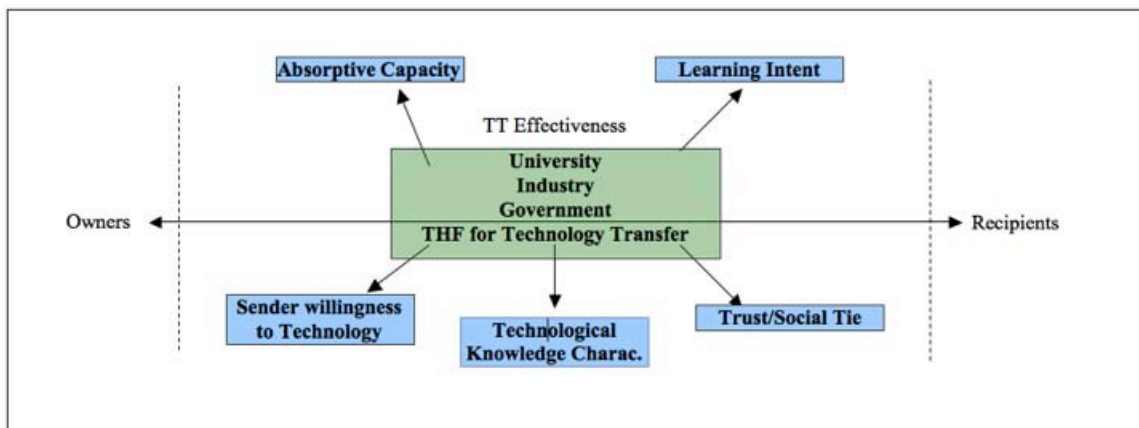 Absorptive Capacity
Learning Intent
TT Effectiveness
University
Industry
Government
THF for Technology Transfer
Owners
Recipients
Sender willingness
to Technology
Technological
Knowledge Charac.
Trust/Social Tie